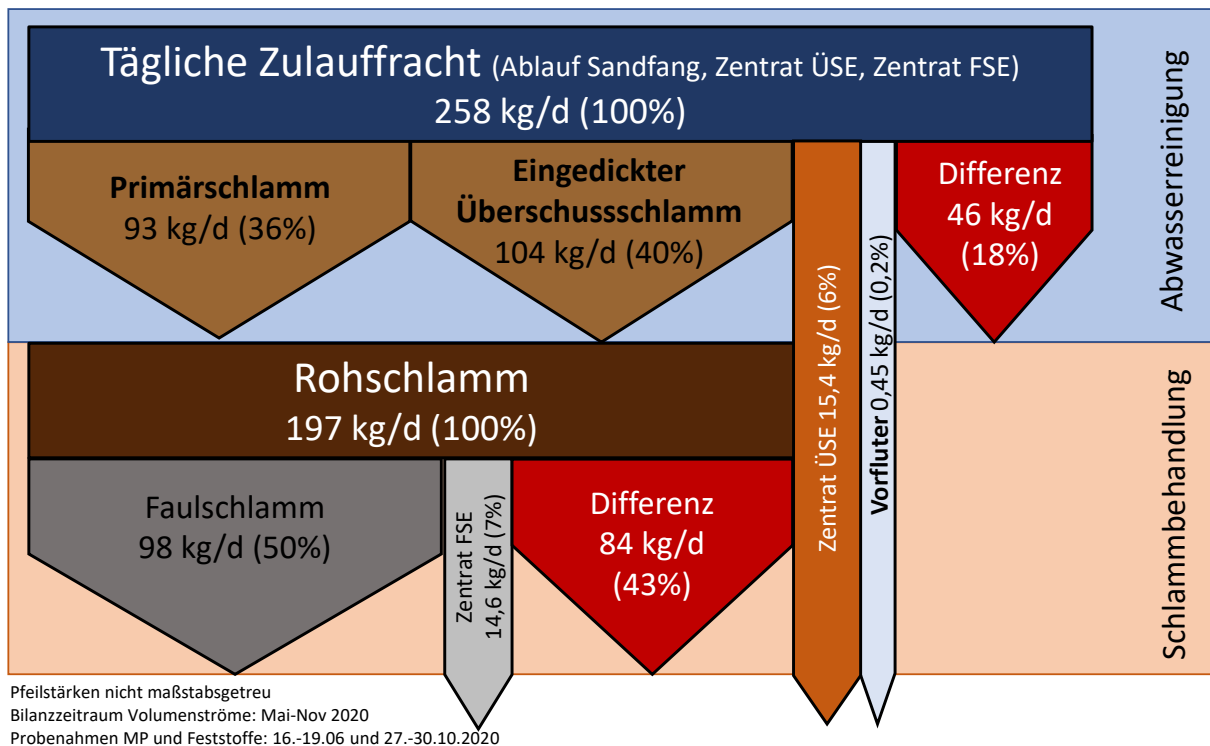 Tägliche Zulauffracht (Ablauf Sandfang, Zentrat ÜSE, Zentrat FSE)
258 kg/d (100%)
Primärschlamm
93 kg/d (36%)
Eingedickter
Überschussschlamm
104 kg/d (40%)
Zentrat ÜSE 15,4 kg/d (6%)
Vorfluter 0,45 kg/d (0,2%)
Differenz
46 kg/d
(18%)
Abwasserreinigung
Rohschlamm
197 kg/d (100%)
Faulschlamm
98 kg/d (50%)
Zentrat FSE
14,6 kg/d (7%)
Differenz
84 kg/d
(43%)
Schlammbehandlung
Pfeilstärken nicht maßstabsgetreu
Bilanzzeitraum Volumenströme: Mai-Nov 2020
Probenahmen MP und Feststoffe: 16.-19.06 und 27.-30.10.2020